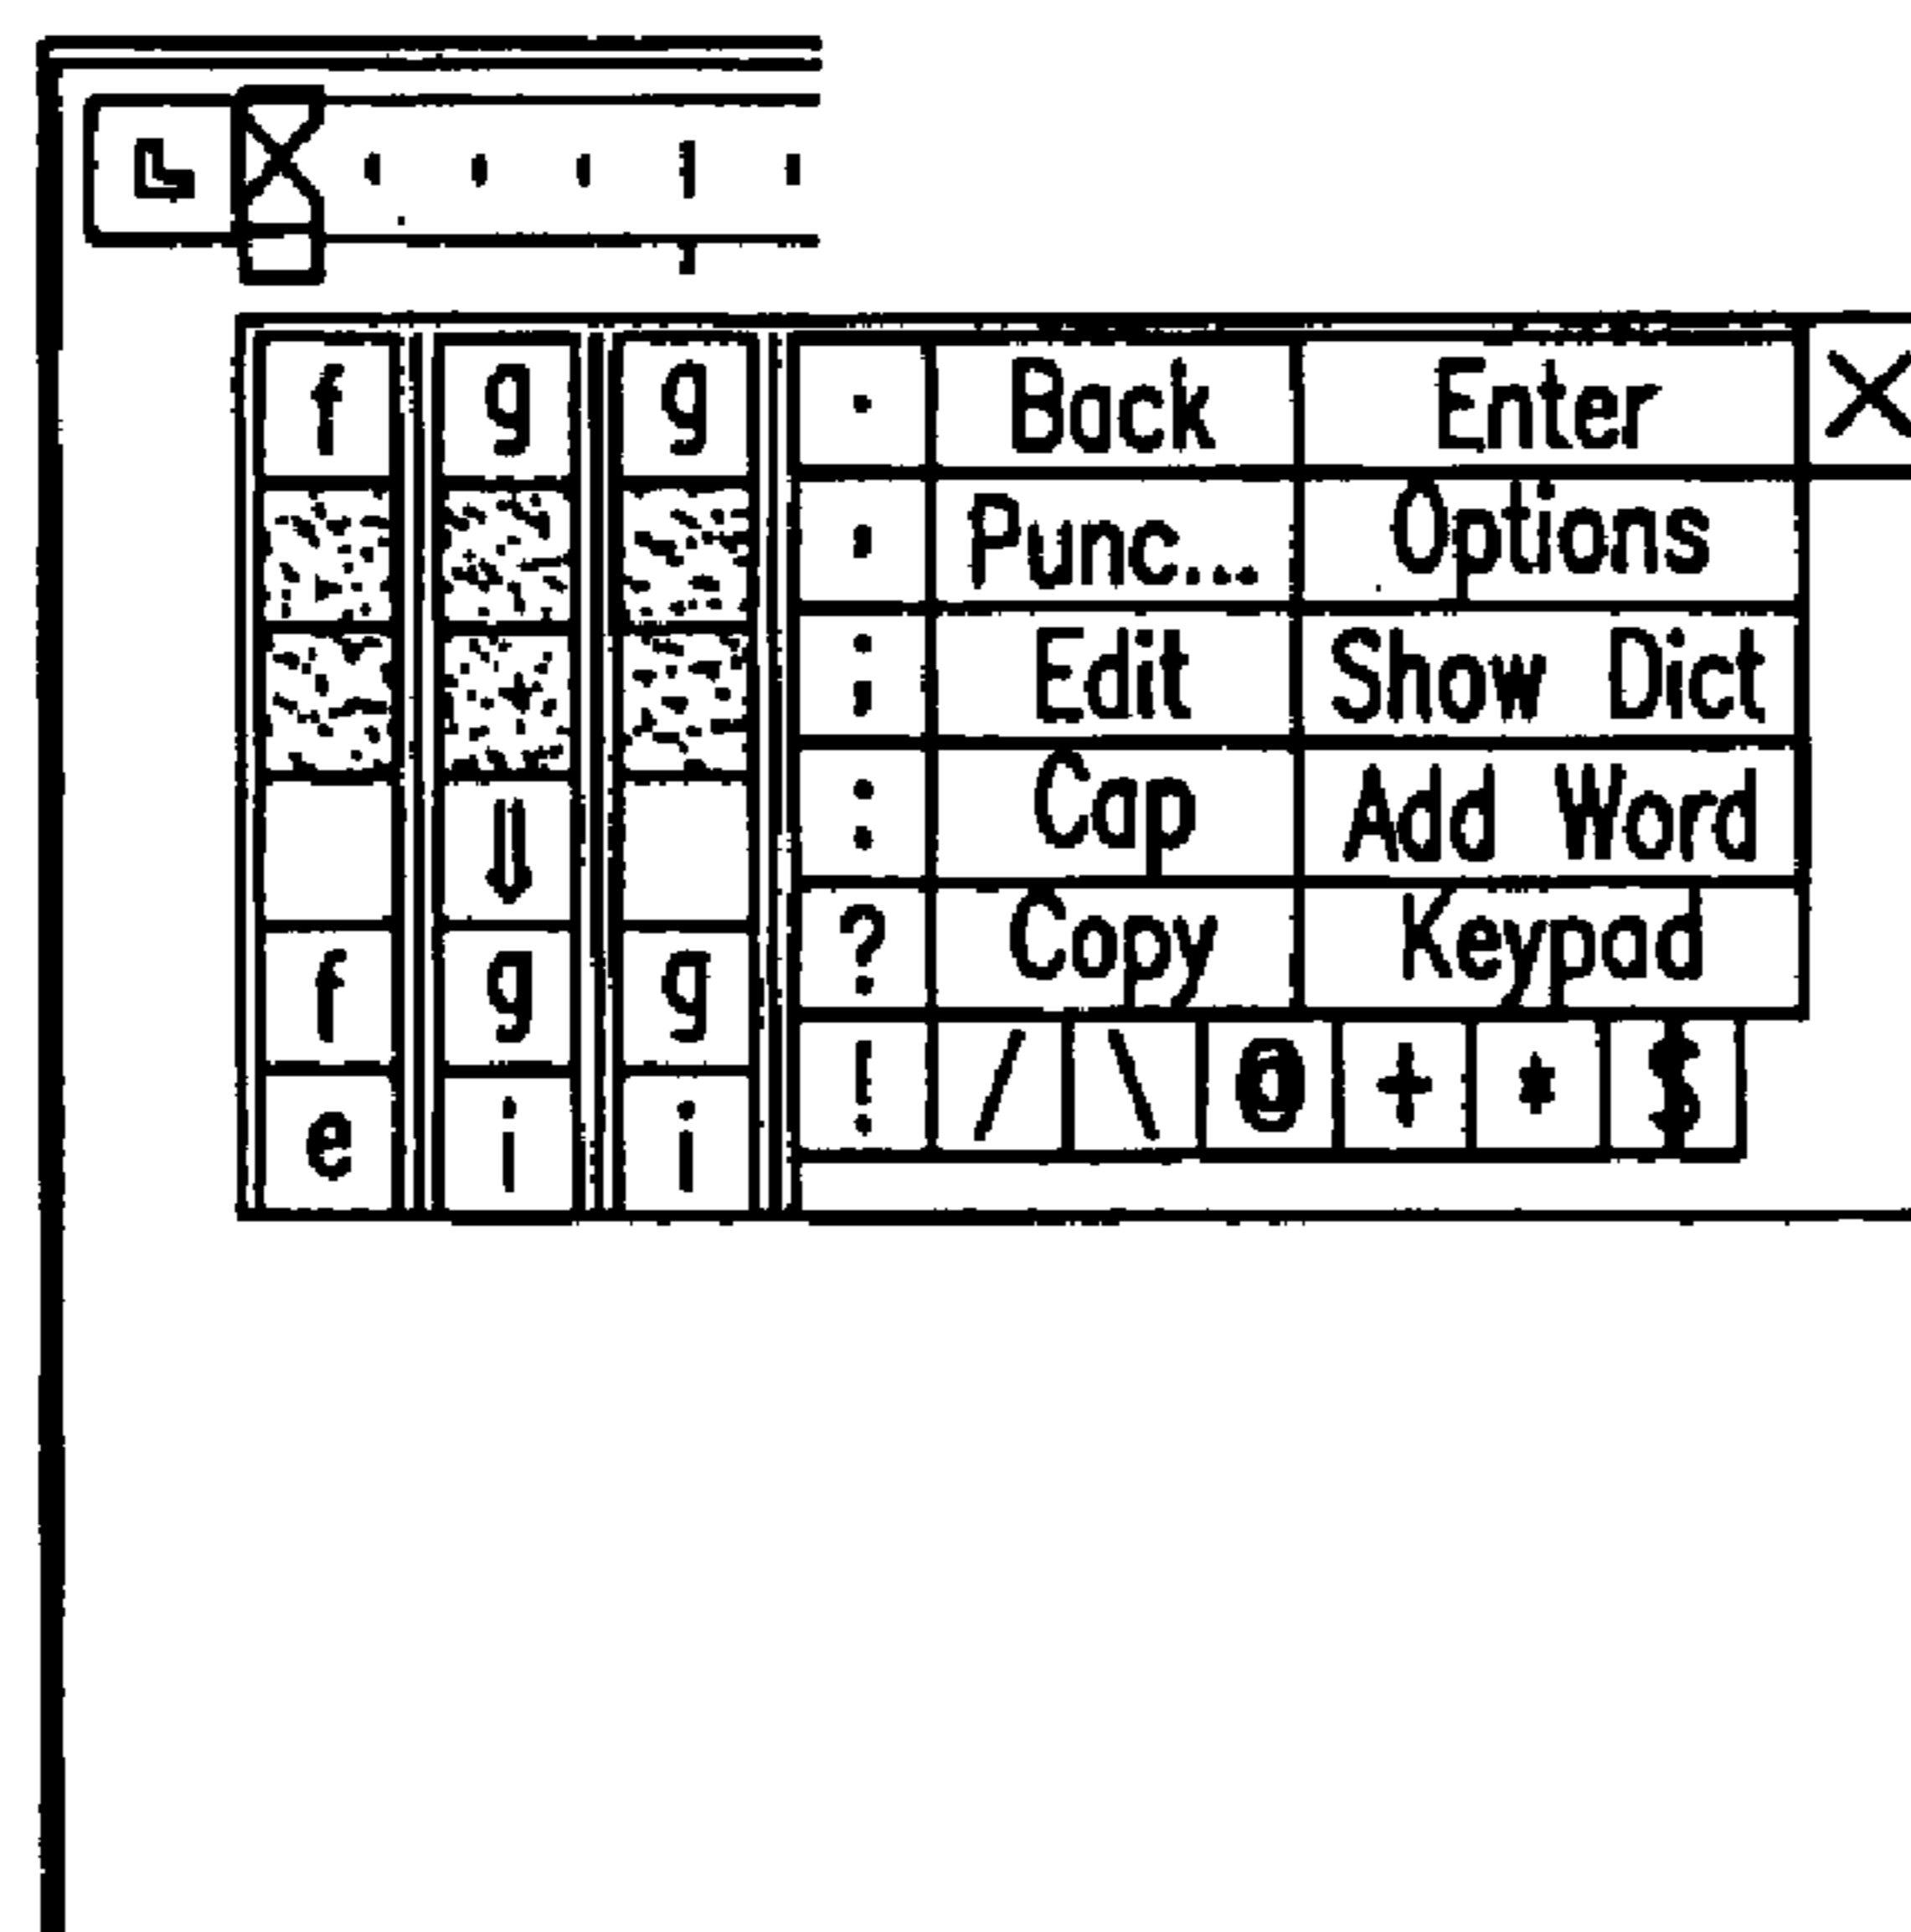 f g g . Back Enter X
, Punc... Options
; Edit Show Dict
: Cap Add Word
⇓
f g g ? Copy Keypad
! / \ @ + * $
e i i